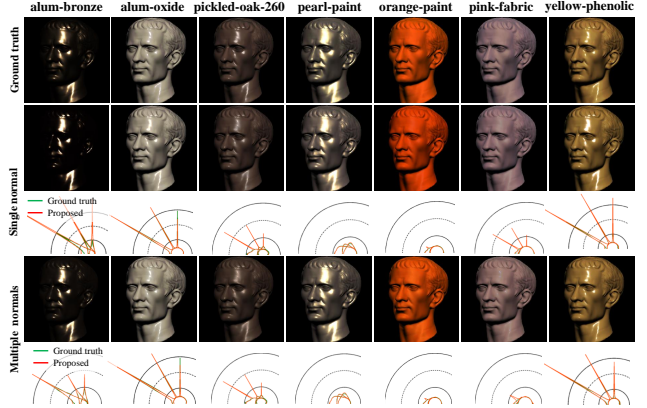 alum-bronze alum-oxide pickled-oak-260 pearl-paint orange-paint pink-fabric yellow-phenolic
Ground truth
Single normal
Ground truth
Proposed
Multiple normals
Ground truth
Proposed